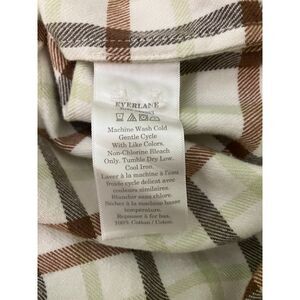 EVERLANE
Machine Wash Cold
Gentle Cycle
With Like Colors.
Non-Chlorine Bleach
Only. Tumble Dry Low.
Cool Iron.
Laver à la machine à l'eau
froide cycle delicat avec
couleurs similaires.
Blanchir sans chlore.
Sécher à la machine basse
temperature.
Repasser à fer bas.
100% Cotton / Coton.